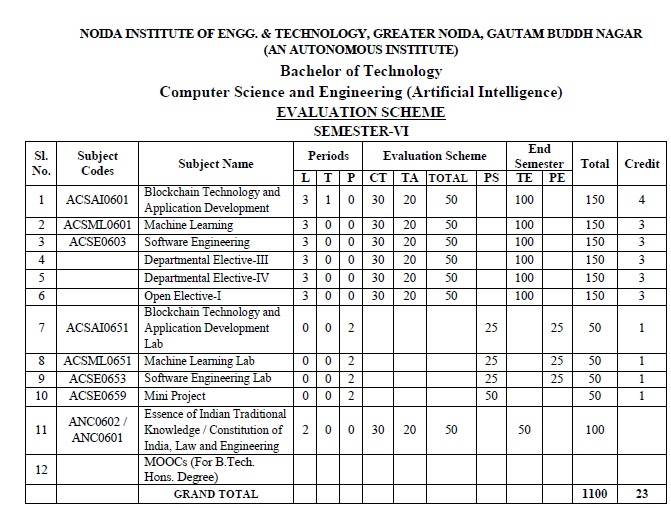 NOIDA INSTITUTE OF ENGG. & TECHNOLOGY, GREATER NOIDA, GAUTAM BUDDH NAGAR
(AN AUTONOMOUS INSTITUTE)
Bachelor of Technology
Computer Science and Engineering (Artificial Intelligence)
EVALUATION SCHEME
SEMESTER-VI
Sl. No. Subject Codes Subject Name Periods Evaluation Scheme End Semester Total Credit
L T P CT TA TOTAL PS TE PE
1 ACSAI0601 Blockchain Technology and Application Development 3 1 0 30 20 50 100 150 4
2 ACSML0601 Machine Learning 3 0 0 30 20 50 100 150 3
3 ACSE0603 Software Engineering 3 0 0 30 20 50 100 150 3
4 Departmental Elective-III 3 0 0 30 20 50 100 150 3
5 Departmental Elective-IV 3 0 0 30 20 50 100 150 3
6 Open Elective-I 3 0 0 30 20 50 100 150 3
7 ACSAI0651 Blockchain Technology and Application Development Lab 0 0 2 25 25 50 1
8 ACSML0651 Machine Learning Lab 0 0 2 25 25 50 1
9 ACSE0653 Software Engineering Lab 0 0 2 25 25 50 1
10 ACSE0659 Mini Project 0 0 2 50 50 1
11 ANC0602 / ANC0601 Essence of Indian Traditional Knowledge / Constitution of India, Law and Engineering 2 0 0 30 20 50 50 100
12 MOOCs (For B.Tech. Hons. Degree)
GRAND TOTAL 1100 23